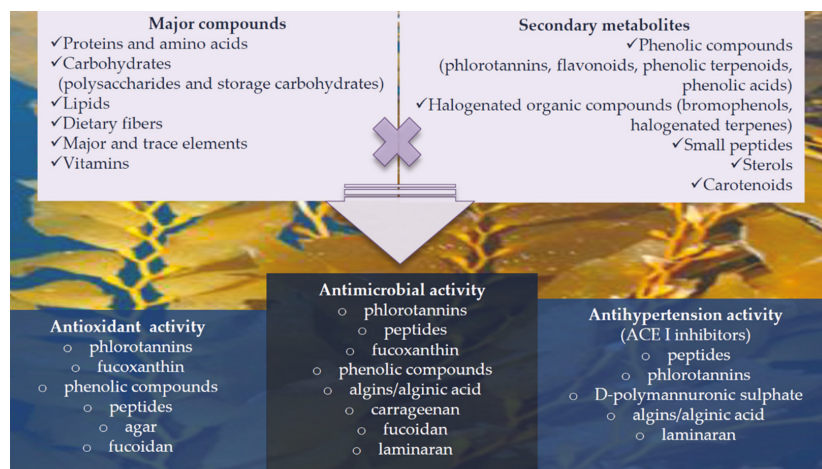 Major compounds
✓Proteins and amino acids
✓Carbohydrates
(polysaccharides and storage carbohydrates)
✓Lipids
✓Dietary fibers
✓Major and trace elements
✓Vitamins
Secondary metabolites
✓Phenolic compounds
(phlorotannins, flavonoids, phenolic terpenoids,
phenolic acids)
✓Halogenated organic compounds (bromophenols,
halogenated terpenes)
✓Small peptides
✓Sterols
✓Carotenoids
Antioxidant activity
○ phlorotannins
○ fucoxanthin
○ phenolic compounds
○ peptides
○ agar
○ fucoidan
Antimicrobial activity
○ phlorotannins
○ peptides
○ fucoxanthin
○ phenolic compounds
○ algins/alginic acid
○ carrageenan
○ fucoidan
○ laminaran
Antihypertension activity
(ACE I inhibitors)
○ peptides
○ phlorotannins
○ D-polymannuronic sulphate
○ algins/alginic acid
○ laminaran